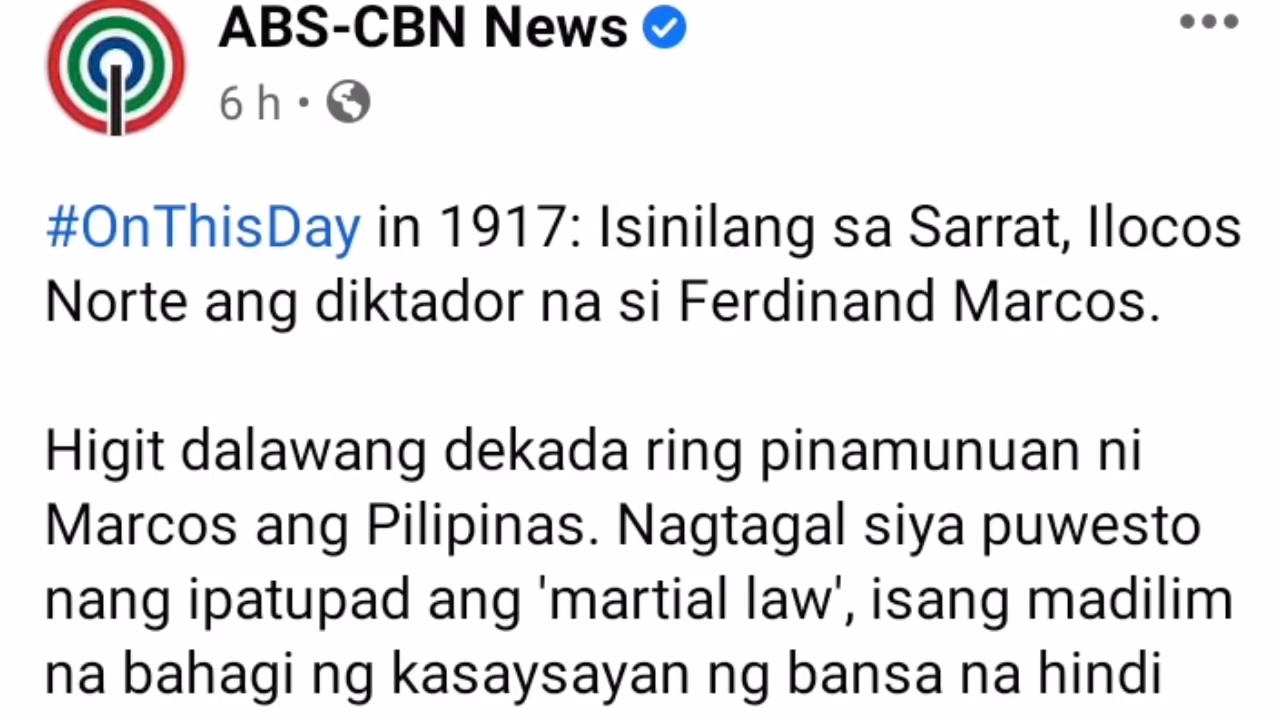 ABS-CBN News
6 h
#OnThisDay in 1917: Isinilang sa Sarrat, Ilocos
Norte ang diktador na si Ferdinand Marcos.
Higit dalawang dekada ring pinamunuan ni
Marcos ang Pilipinas. Nagtagal siya puwesto
nang ipatupad ang 'martial law', isang madilim
na bahagi ng kasaysayan ng bansa na hindi